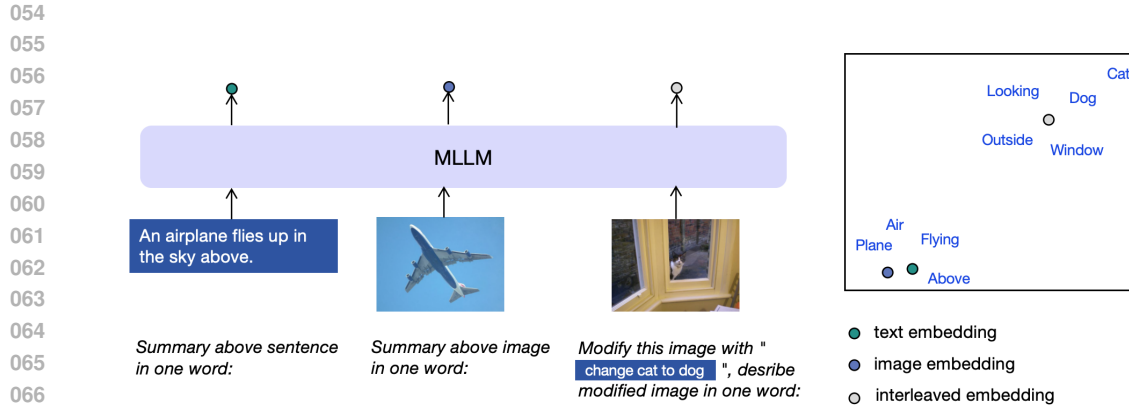 054
055
056
057
058
059
060
061
062
063
064
065
066
MLLM
An airplane flies up in
the sky above.
Summary above sentence
in one word:
Summary above image
in one word:
Modify this image with "
change cat to dog ", desribe
modified image in one word:
Cat
Looking
Dog
Outside
Window
Air
Plane
Flying
Above
text embedding
image embedding
interleaved embedding